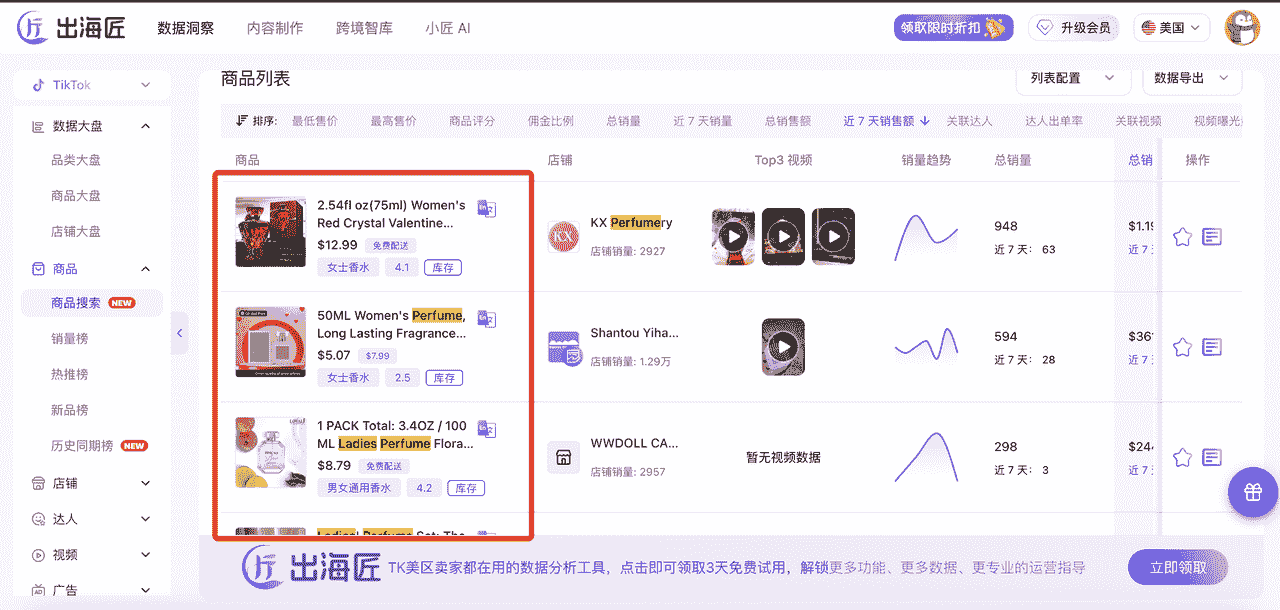 出海匠 数据洞察 内容制作 跨境智库 小匠 AI 领取限时折扣 升级会员 美国
TikTok
数据大盘
品类大盘
商品大盘
店铺大盘
商品
商品搜索 NEW
销量榜
热推榜
新品榜
历史同期榜 NEW
店铺
达人
视频
广告
商品列表 列表配置 数据导出
排序: 最低售价 最高售价 商品评分 佣金比例 总销量 近 7 天销量 总销售额 近 7 天销售额 关联达人 达人出单率 关联视频 视频曝光
商品 店铺 Top3 视频 销量趋势 总销量 总销 操作
2.54fl oz(75ml) Women's
Red Crystal Valentine...
$12.99 免费配送
女士香水 4.1 库存
KX Perfumery
店铺销量: 2927
948
近 7 天: 63
$1.19
近 7
50ML Women's Perfume,
Long Lasting Fragrance...
$5.07 $7.99
女士香水 2.5 库存
Shantou Yiha...
店铺销量: 1.29万
594
近 7 天: 28
$36
近 7
1 PACK Total: 3.4OZ / 100
ML Ladies Perfume Flora...
$8.79 免费配送
男女通用香水 4.2 库存
WWDOLL CA...
店铺销量: 2957
暂无视频数据
298
近 7 天: 3
$24
近 7
Ladies' Perfume Set: The
出海匠 TK美区卖家都在用的数据分析工具，点击即可领取3天免费试用，解锁更多功能、更多数据、更专业的运营指导 立即领取